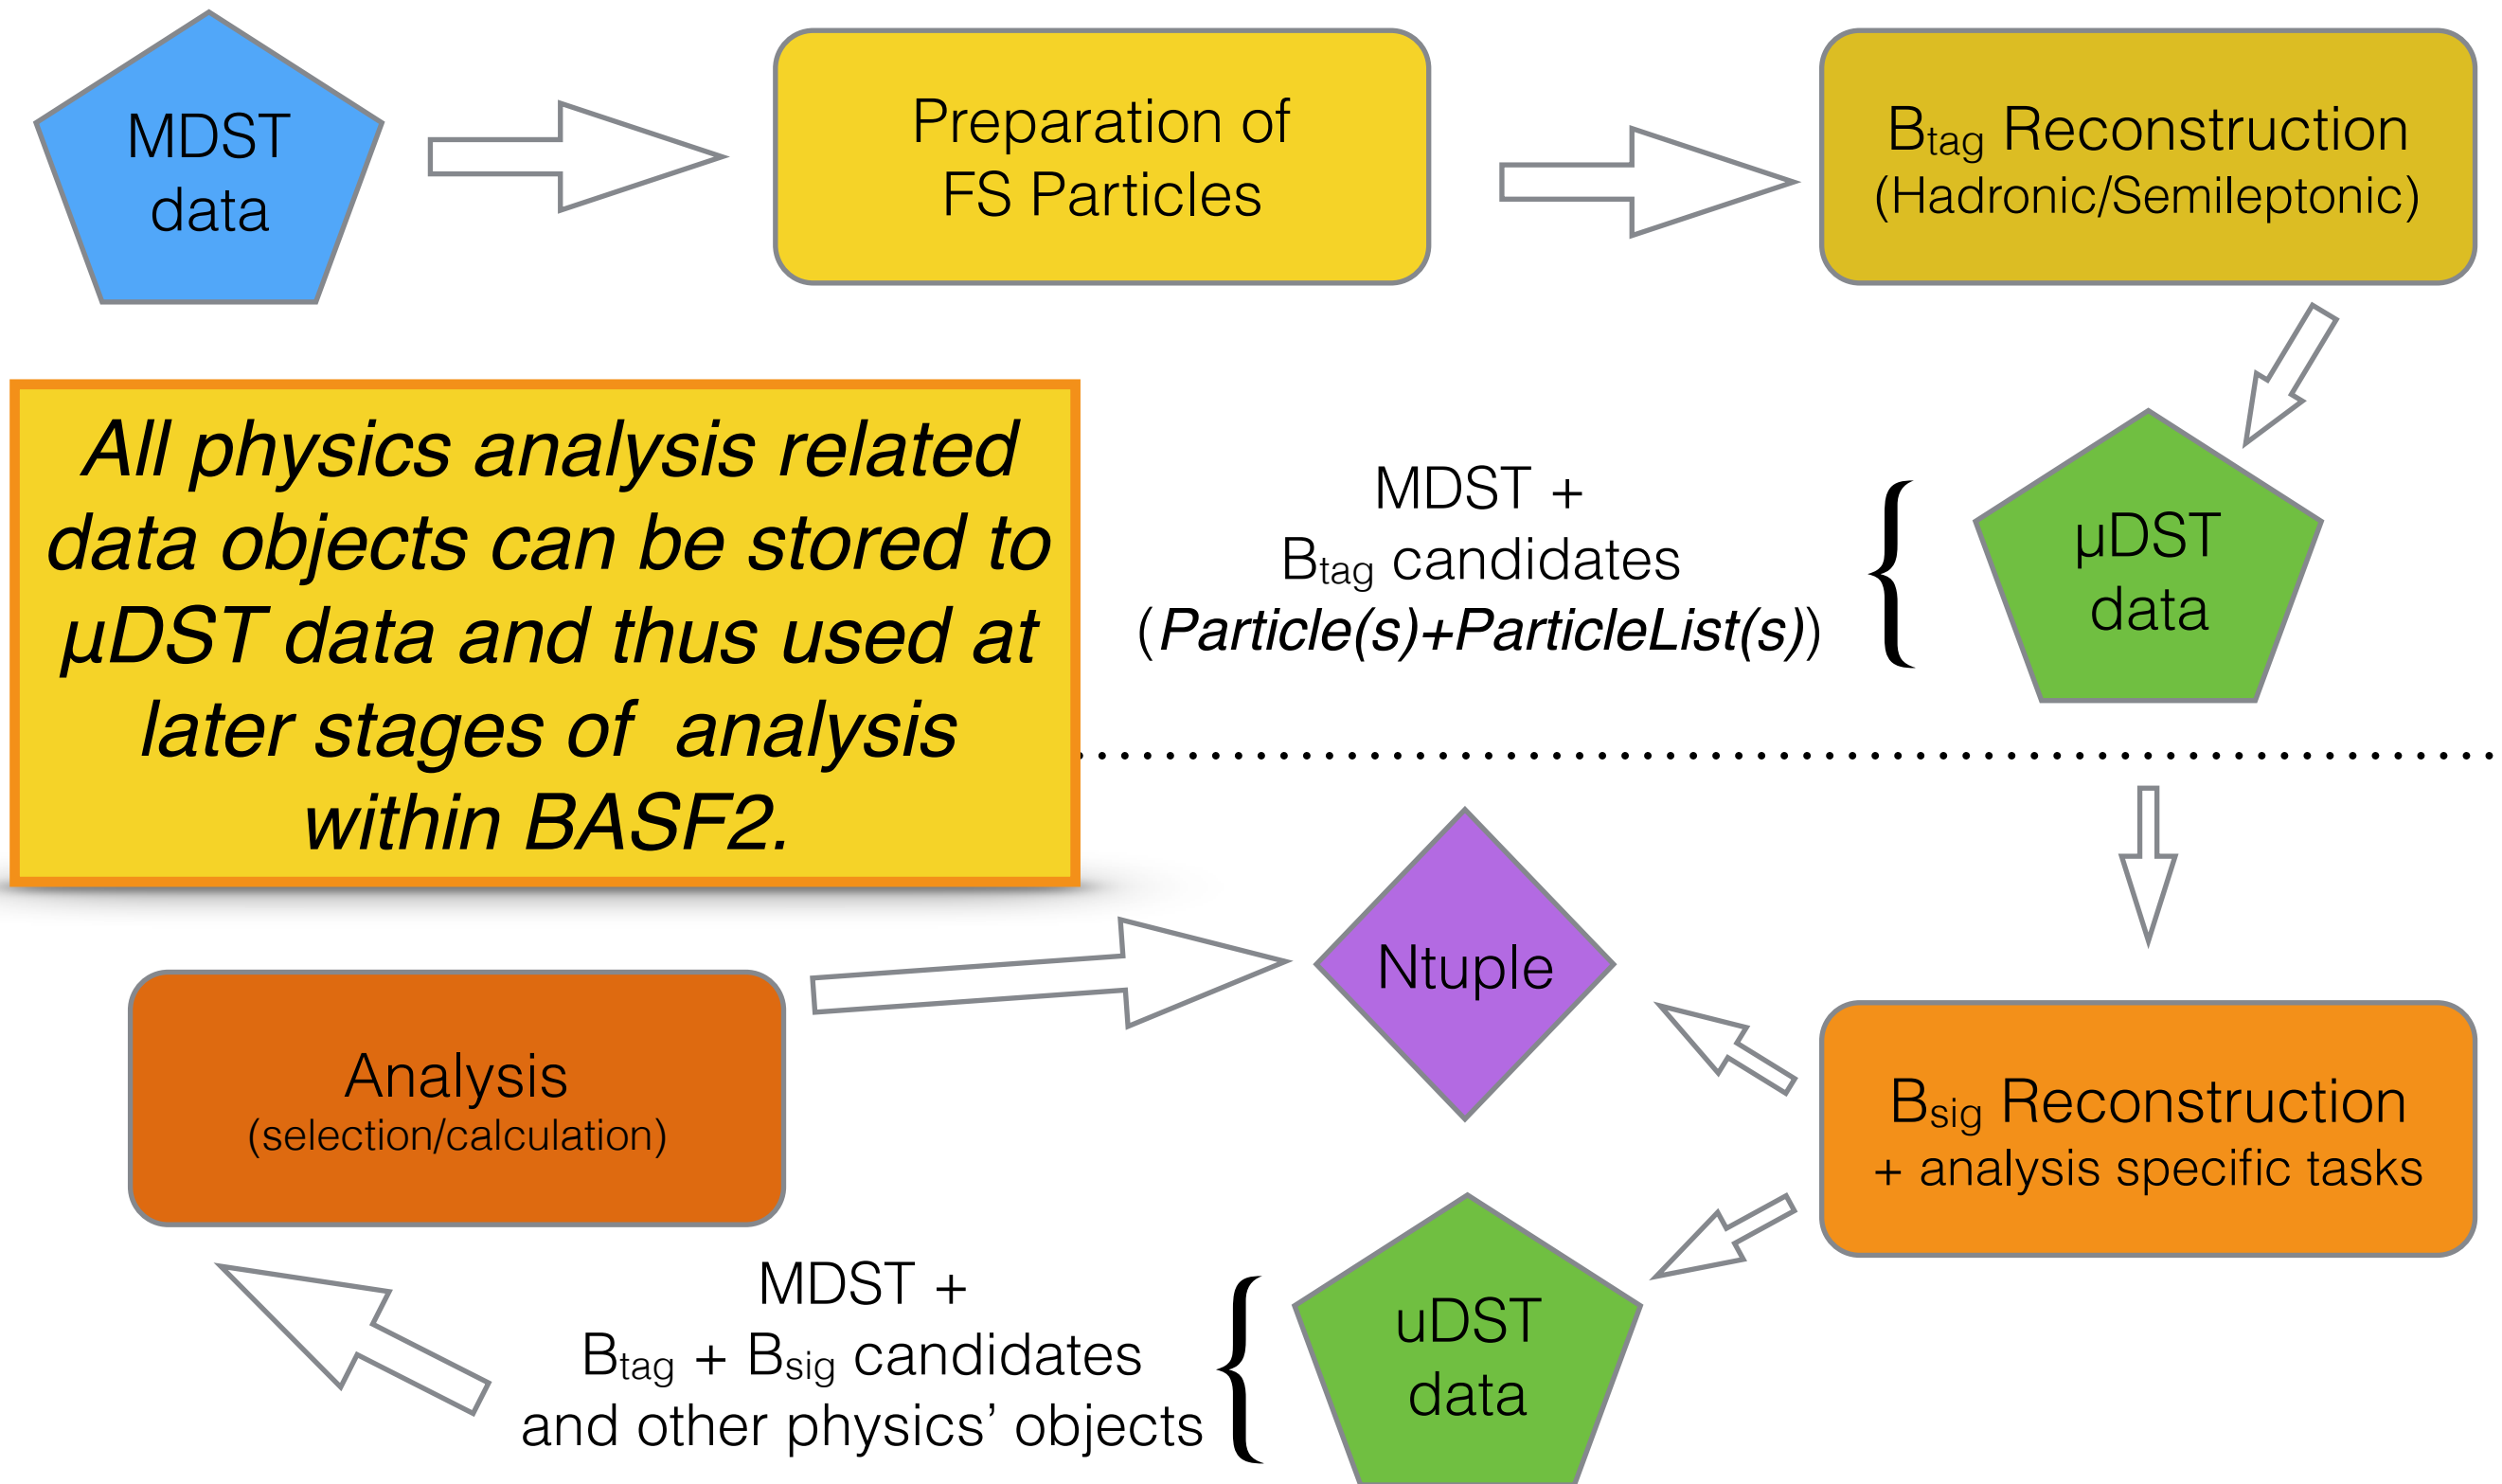 MDST
data
Preparation of
FS Particles
Btag Reconstruction
(Hadronic/Semileptonic)
All physics analysis related
data objects can be stored to
μDST data and thus used at
later stages of analysis
within BASF2.
MDST +
Btag candidates
(Particle(s)+ParticleList(s))
μDST
data
Ntuple
Analysis
(selection/calculation)
Bsig Reconstruction
+ analysis specific tasks
MDST +
Btag + Bsig candidates
and other physics’ objects
uDST
data